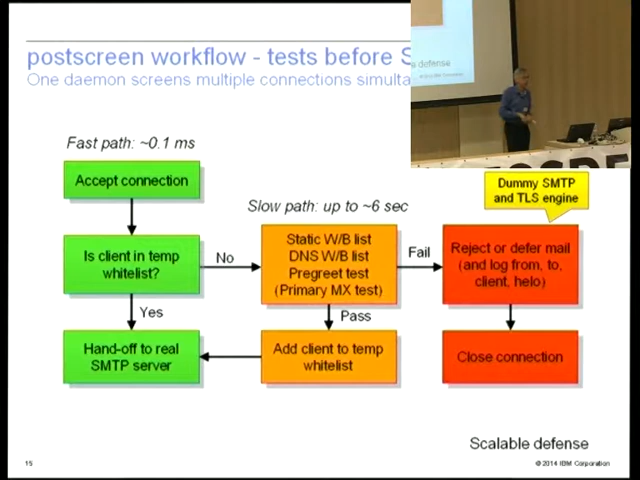 postscreen workflow - tests before S
One daemon screens multiple connections simulta
e defense
Fast path: ~0.1 ms
Accept connection
Slow path: up to ~6 sec
Dummy SMTP
and TLS engine
Is client in temp
whitelist?
No
Static W/B list
DNS W/B list
Pregreet test
(Primary MX test)
Fail
Reject or defer mail
(and log from, to,
client, helo)
Yes
Pass
Hand-off to real
SMTP server
Add client to temp
whitelist
Close connection
Scalable defense
15
© 2014 IBM Corporation